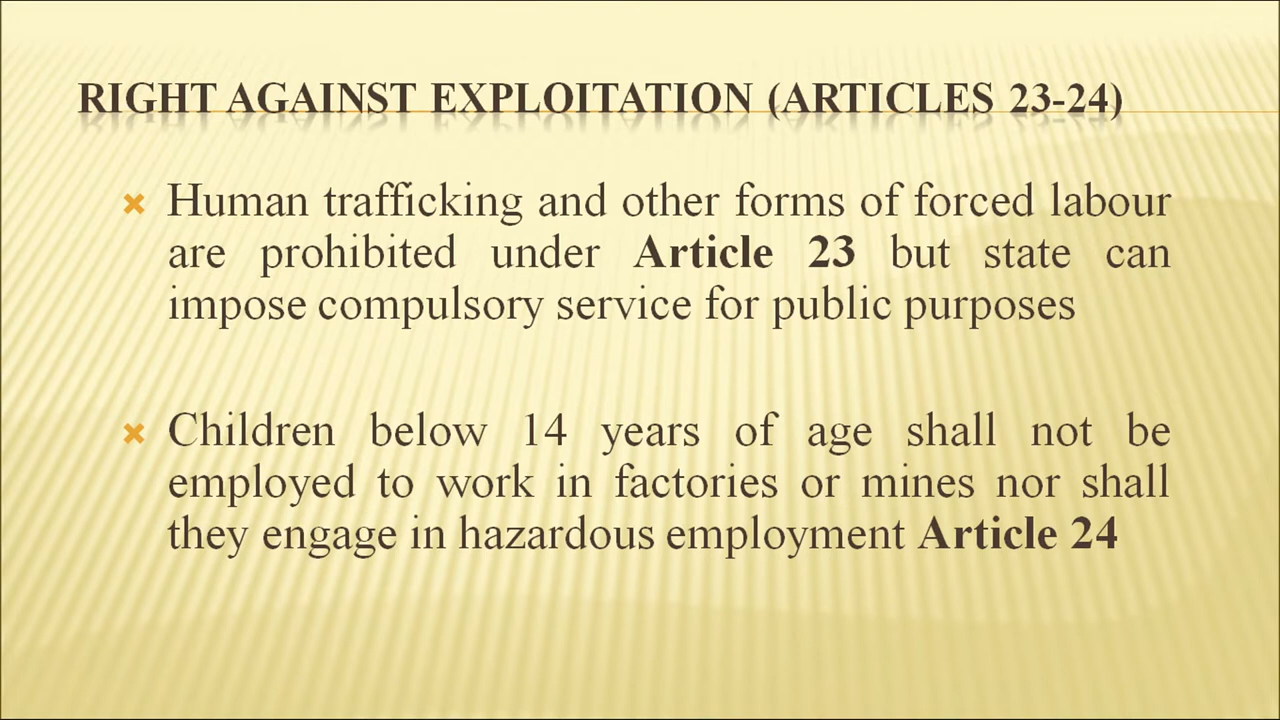 RIGHT AGAINST EXPLOITATION (ARTICLES 23-24)
Human trafficking and other forms of forced labour
are prohibited under Article 23 but state can
impose compulsory service for public purposes
Children below 14 years of age shall not be
employed to work in factories or mines nor shall
they engage in hazardous employment Article 24